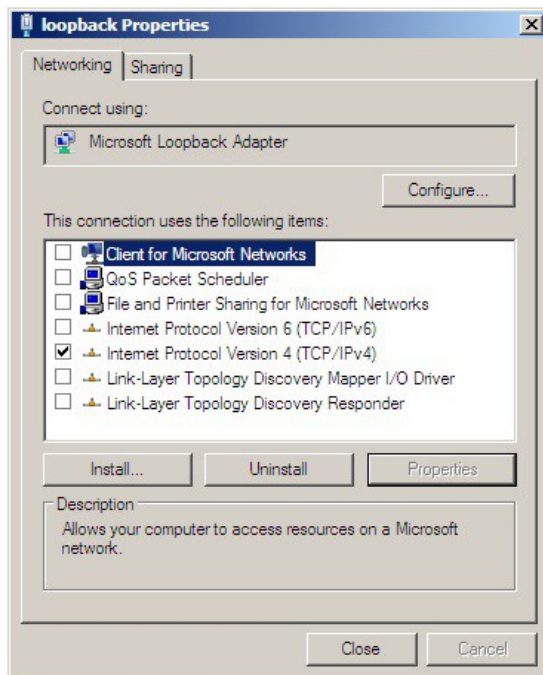 loopback Properties
Networking
Sharing
Connect using:
Microsoft Loopback Adapter
Configure...
This connection uses the following items:
Client for Microsoft Networks
QoS Packet Scheduler
File and Printer Sharing for Microsoft Networks
Internet Protocol Version 6 (TCP/IPv6)
Internet Protocol Version 4 (TCP/IPv4)
Link-Layer Topology Discovery Mapper I/O Driver
Link-Layer Topology Discovery Responder
Install...
Uninstall
Properties
Description
Allows your computer to access resources on a Microsoft
network.
Close
Cancel